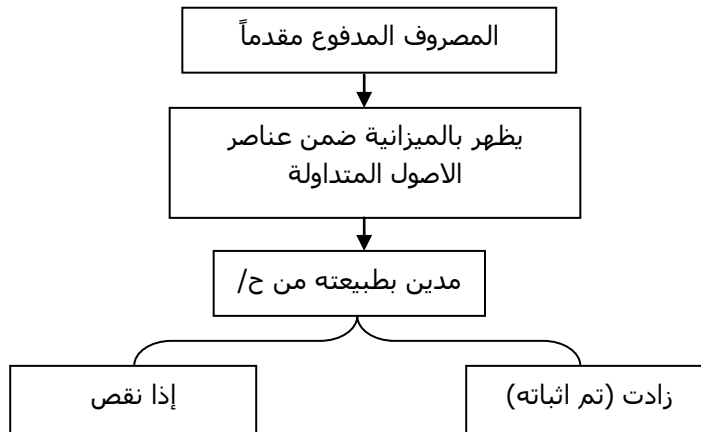 المصروف المدفوع مقدماً
يظهر بالميزانية ضمن عناصر
الاصول المتداولة
مدين بطبيعته من ح/
زادت (تم اثباته)
إذا نقص